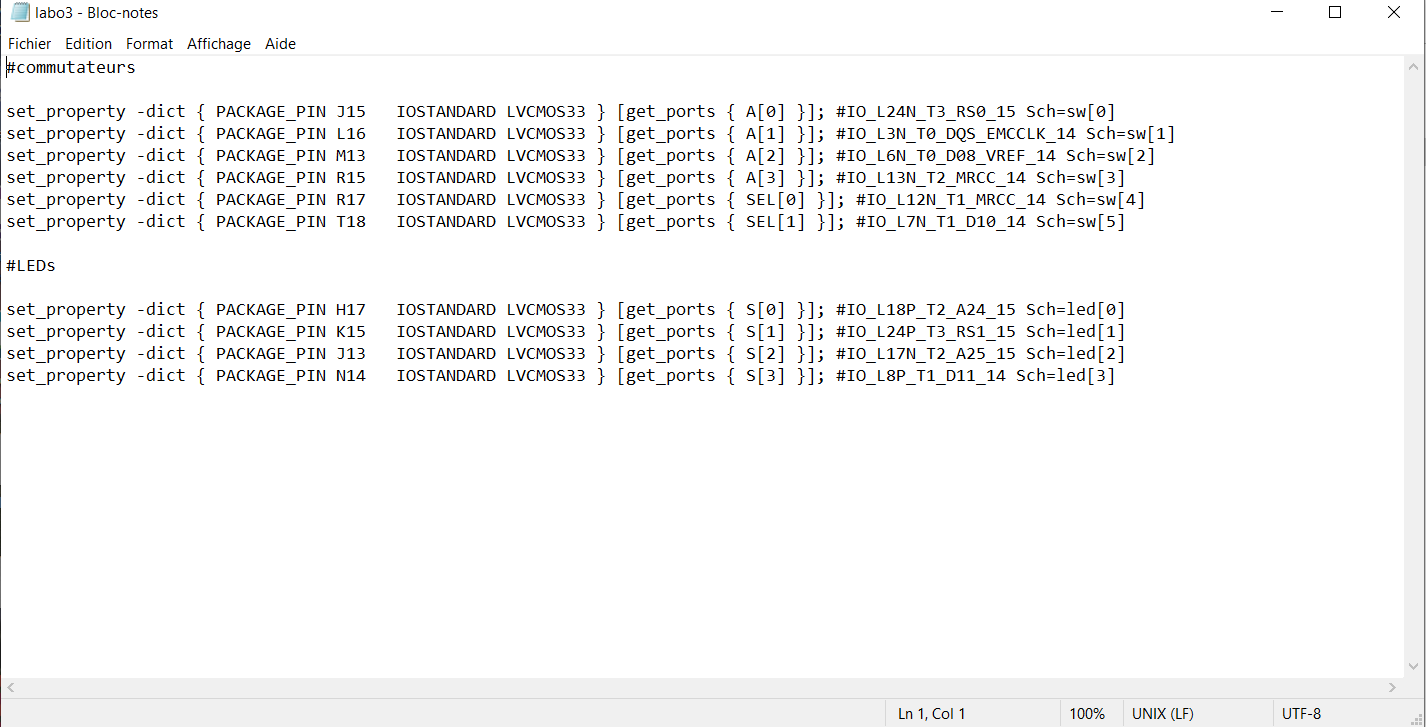 labo3 - Bloc-notes
Fichier Edition Format Affichage Aide
#commutateurs
set_property -dict { PACKAGE_PIN J15   IOSTANDARD LVCMOS33 } [get_ports { A[0] }]; #IO_L24N_T3_RS0_15 Sch=sw[0]
set_property -dict { PACKAGE_PIN L16   IOSTANDARD LVCMOS33 } [get_ports { A[1] }]; #IO_L3N_T0_DQS_EMCCLK_14 Sch=sw[1]
set_property -dict { PACKAGE_PIN M13   IOSTANDARD LVCMOS33 } [get_ports { A[2] }]; #IO_L6N_T0_D08_VREF_14 Sch=sw[2]
set_property -dict { PACKAGE_PIN R15   IOSTANDARD LVCMOS33 } [get_ports { A[3] }]; #IO_L13N_T2_MRCC_14 Sch=sw[3]
set_property -dict { PACKAGE_PIN R17   IOSTANDARD LVCMOS33 } [get_ports { SEL[0] }]; #IO_L12N_T1_MRCC_14 Sch=sw[4]
set_property -dict { PACKAGE_PIN T18   IOSTANDARD LVCMOS33 } [get_ports { SEL[1] }]; #IO_L7N_T1_D10_14 Sch=sw[5]
#LEDs
set_property -dict { PACKAGE_PIN H17   IOSTANDARD LVCMOS33 } [get_ports { S[0] }]; #IO_L18P_T2_A24_15 Sch=led[0]
set_property -dict { PACKAGE_PIN K15   IOSTANDARD LVCMOS33 } [get_ports { S[1] }]; #IO_L24P_T3_RS1_15 Sch=led[1]
set_property -dict { PACKAGE_PIN J13   IOSTANDARD LVCMOS33 } [get_ports { S[2] }]; #IO_L17N_T2_A25_15 Sch=led[2]
set_property -dict { PACKAGE_PIN N14   IOSTANDARD LVCMOS33 } [get_ports { S[3] }]; #IO_L8P_T1_D11_14 Sch=led[3]
Ln 1, Col 1 100% UNIX (LF) UTF-8